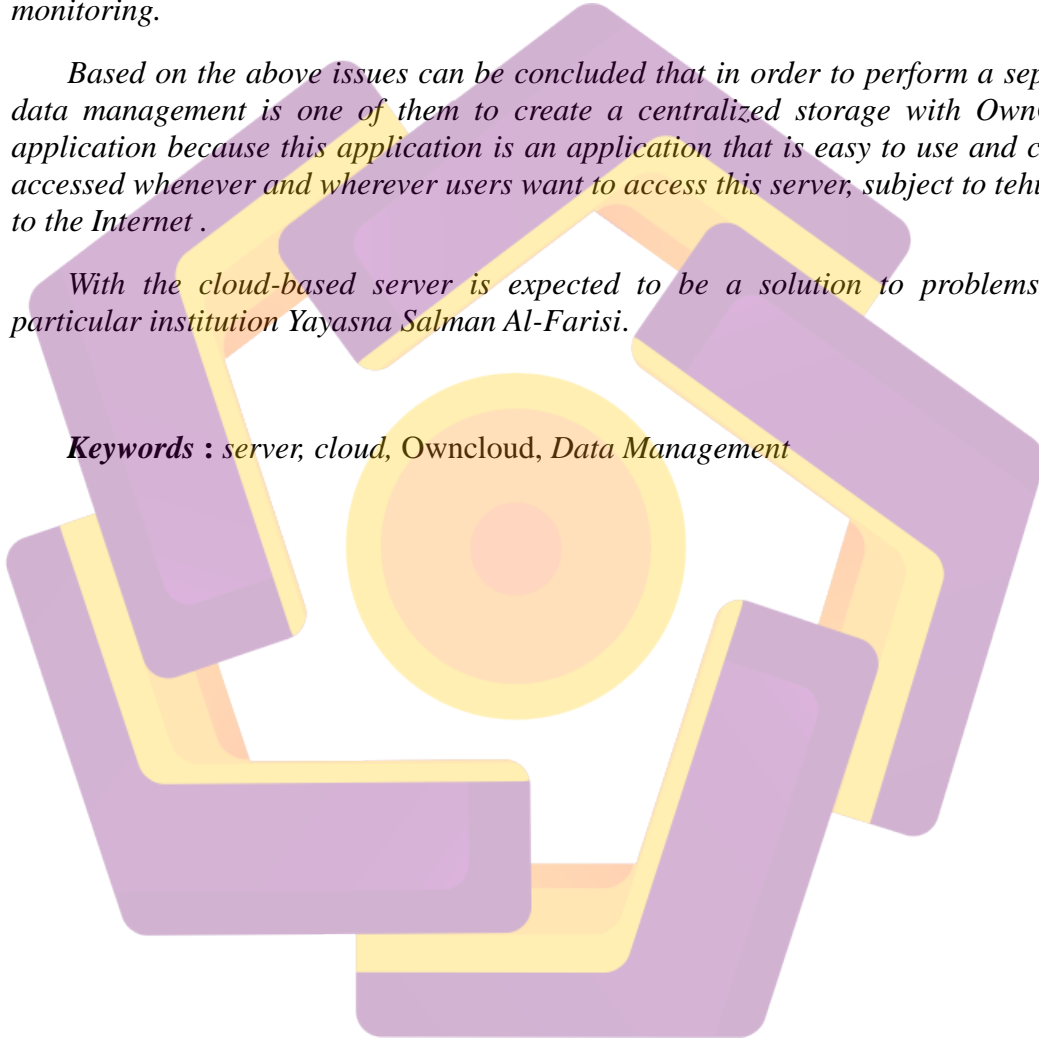 monitoring.
Based on the above issues can be concluded that in order to perform a
data management is one of them to create a centralized storage with
application because this application is an application that is easy to use and
accessed whenever and wherever users want to access this server, subject to
to the Internet .
With the cloud-based server is expected to be a solution to problems
particular institution Yayasna Salman Al-Farisi.
Keywords : server, cloud, Owncloud, Data Management